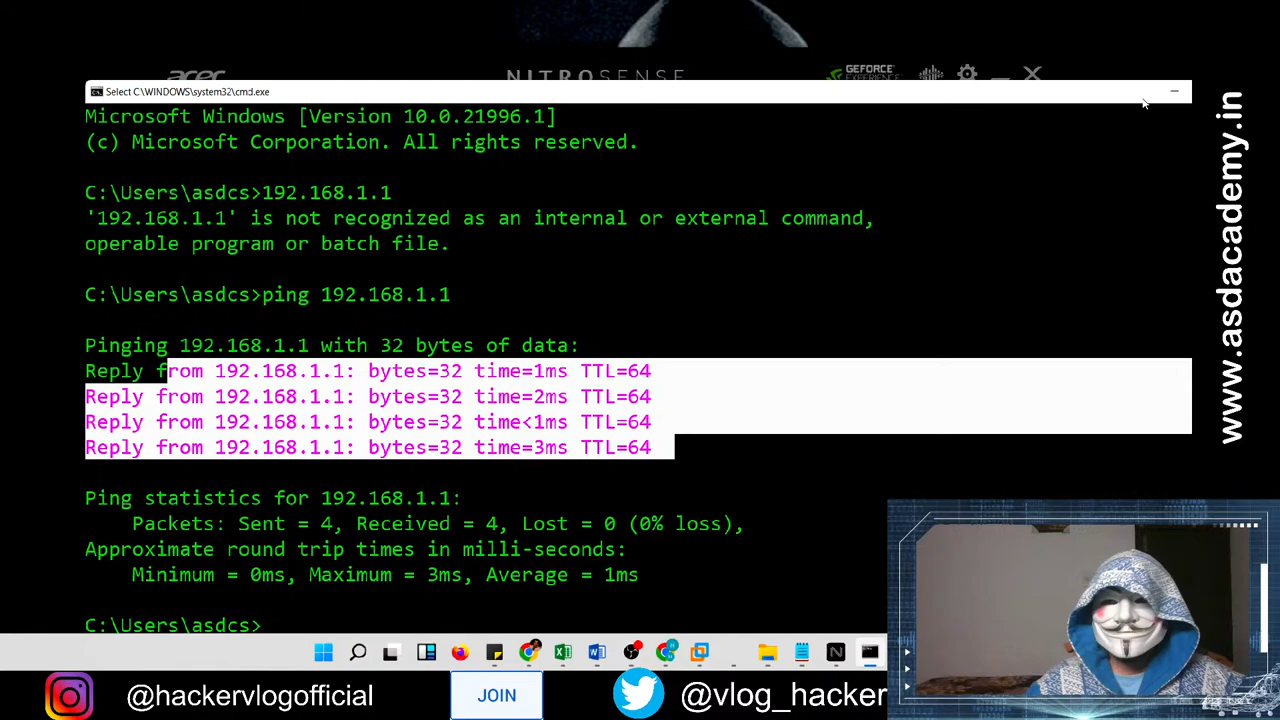 acer
NITROSENSE
GEFORCE
EXPERIENCE
Select C:\WINDOWS\system32\cmd.exe
Microsoft Windows [Version 10.0.21996.1]
(c) Microsoft Corporation. All rights reserved.
C:\Users\asdcs>192.168.1.1
'192.168.1.1' is not recognized as an internal or external command,
operable program or batch file.
C:\Users\asdcs>ping 192.168.1.1
Pinging 192.168.1.1 with 32 bytes of data:
Reply from 192.168.1.1: bytes=32 time=1ms TTL=64
Reply from 192.168.1.1: bytes=32 time=2ms TTL=64
Reply from 192.168.1.1: bytes=32 time<1ms TTL=64
Reply from 192.168.1.1: bytes=32 time=3ms TTL=64
Ping statistics for 192.168.1.1:
Packets: Sent = 4, Received = 4, Lost = 0 (0% loss),
Approximate round trip times in milli-seconds:
Minimum = 0ms, Maximum = 3ms, Average = 1ms
C:\Users\asdcs>
www.asdacademy.in
@hackervlogofficial
JOIN
@vlog_hacker